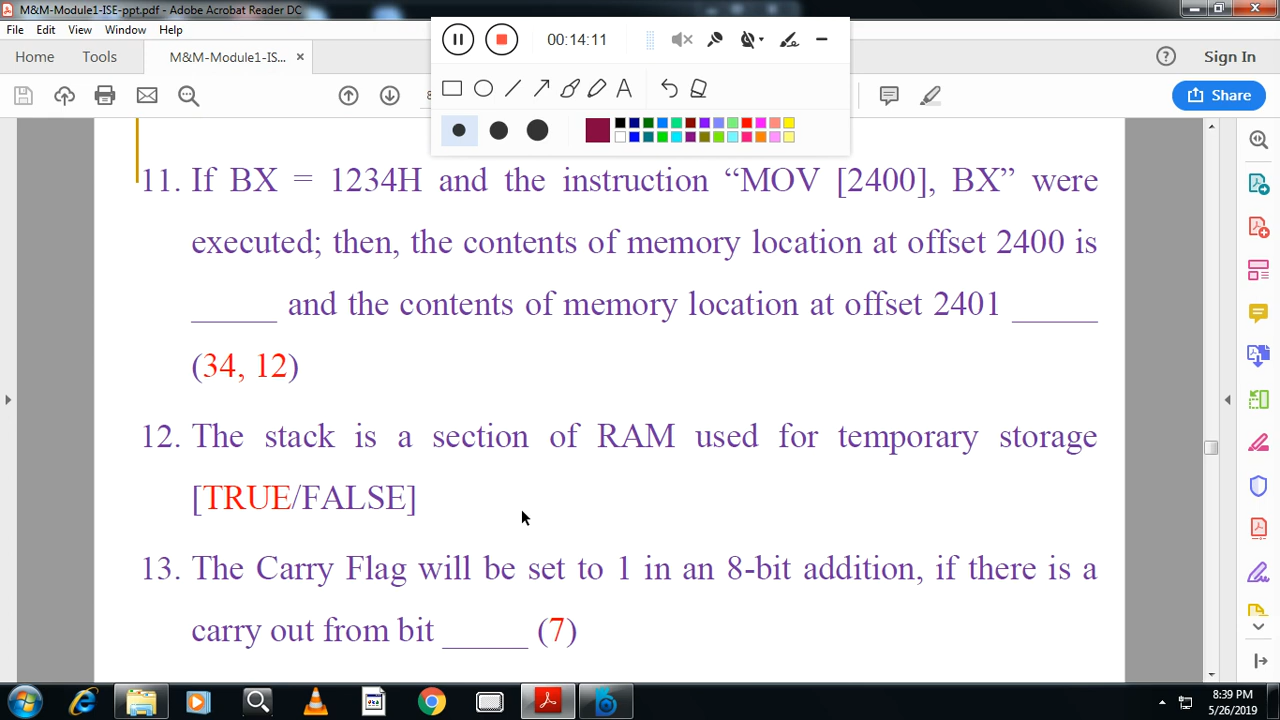 M&M-Module1-ISE-ppt.pdf - Adobe Acrobat Reader DC
File Edit View Window Help
Home Tools M&M-Module1-IS... × Sign In
00:14:11
Share
11. If BX = 1234H and the instruction “MOV [2400], BX” were
executed; then, the contents of memory location at offset 2400 is
______ and the contents of memory location at offset 2401 ______
(34, 12)
12. The stack is a section of RAM used for temporary storage
[TRUE/FALSE]
13. The Carry Flag will be set to 1 in an 8-bit addition, if there is a
carry out from bit ______ (7)
8:39 PM
5/26/2019